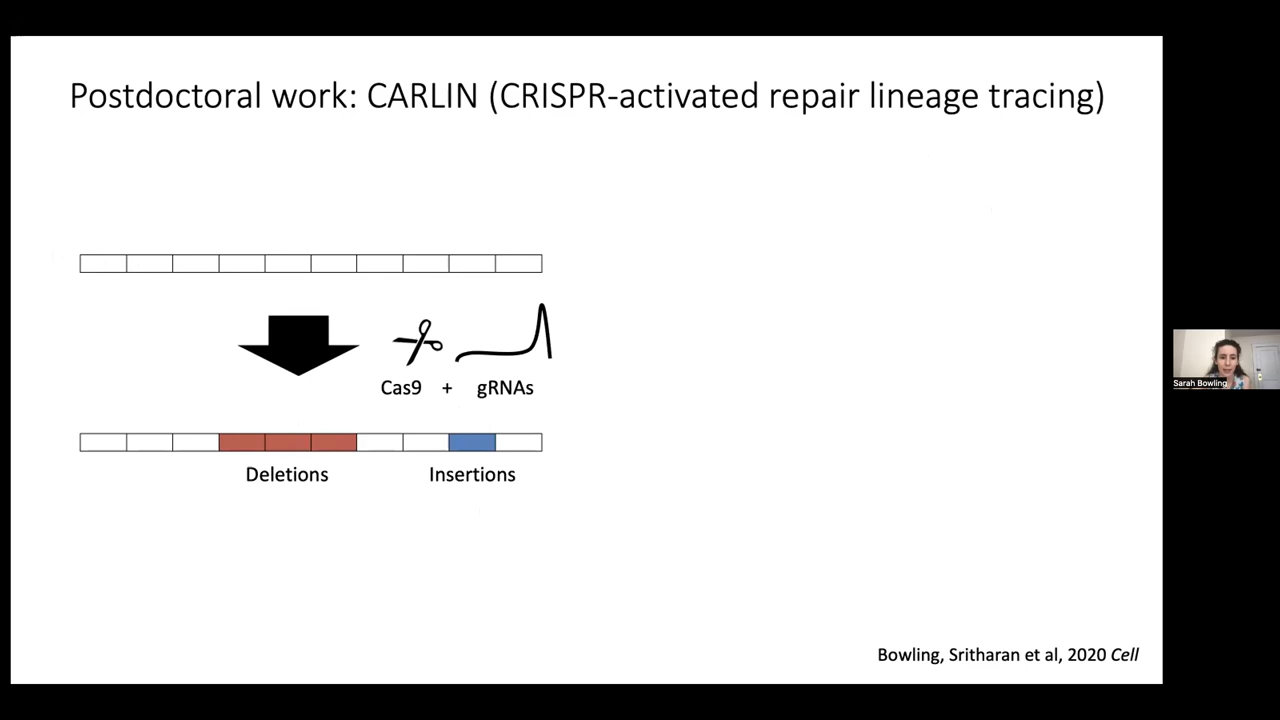 Postdoctoral work: CARLIN (CRISPR-activated repair lineage tracing)
Cas9 + gRNAs
Deletions Insertions
Sarah Bowling
Bowling, Sritharan et al, 2020 Cell